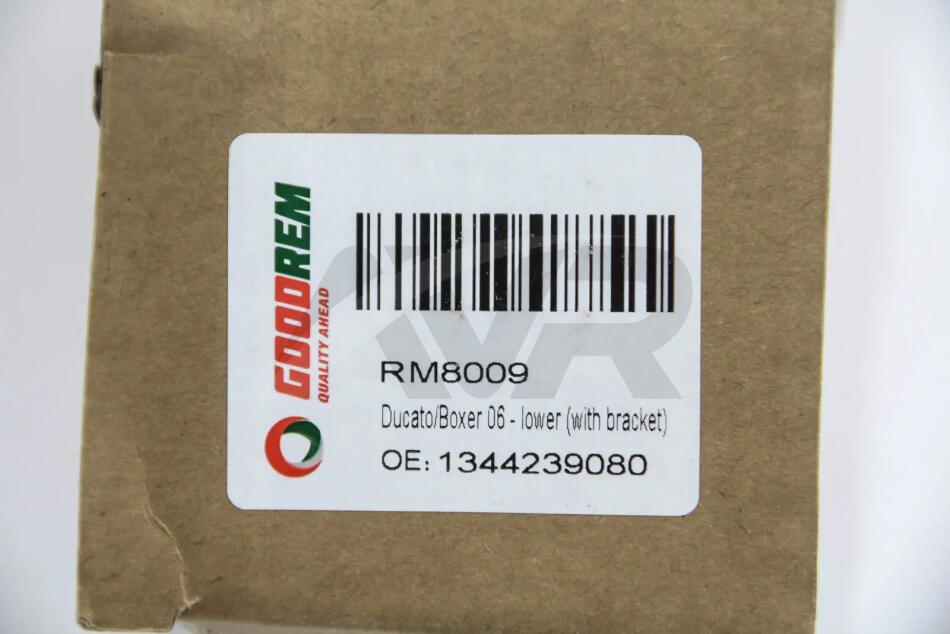 GOODREM
QUALITY AHEAD
RM8009
Ducato/Boxer 06 - lower (with bracket)
OE: 1344239080